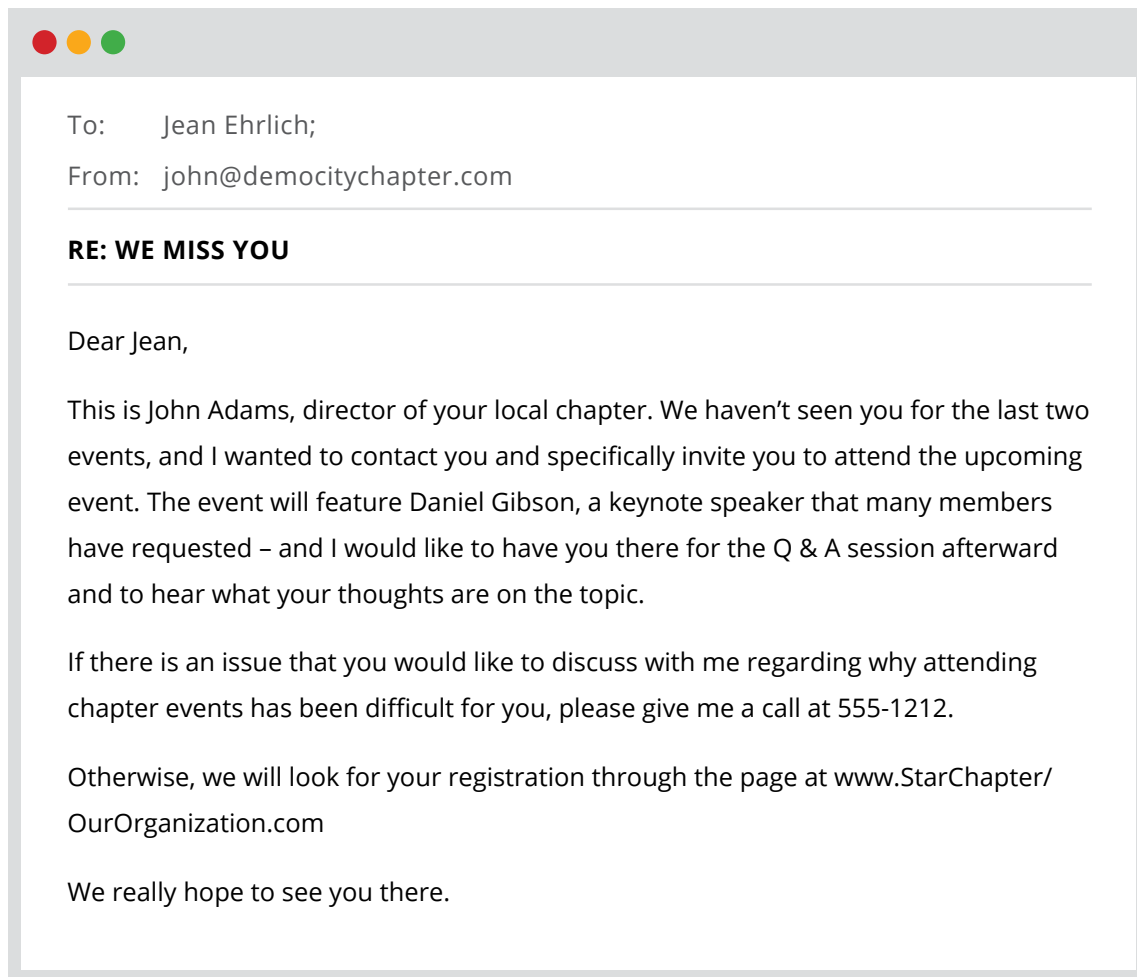 To: Jean Ehrlich;
From: john@democitychapter.com
RE: WE MISS YOU
Dear Jean,
This is John Adams, director of your local chapter. We haven’t seen you for the last two
events, and I wanted to contact you and specifically invite you to attend the upcoming
event. The event will feature Daniel Gibson, a keynote speaker that many members
have requested – and I would like to have you there for the Q & A session afterward
and to hear what your thoughts are on the topic.
If there is an issue that you would like to discuss with me regarding why attending
chapter events has been difficult for you, please give me a call at 555-1212.
Otherwise, we will look for your registration through the page at www.StarChapter/
OurOrganization.com
We really hope to see you there.